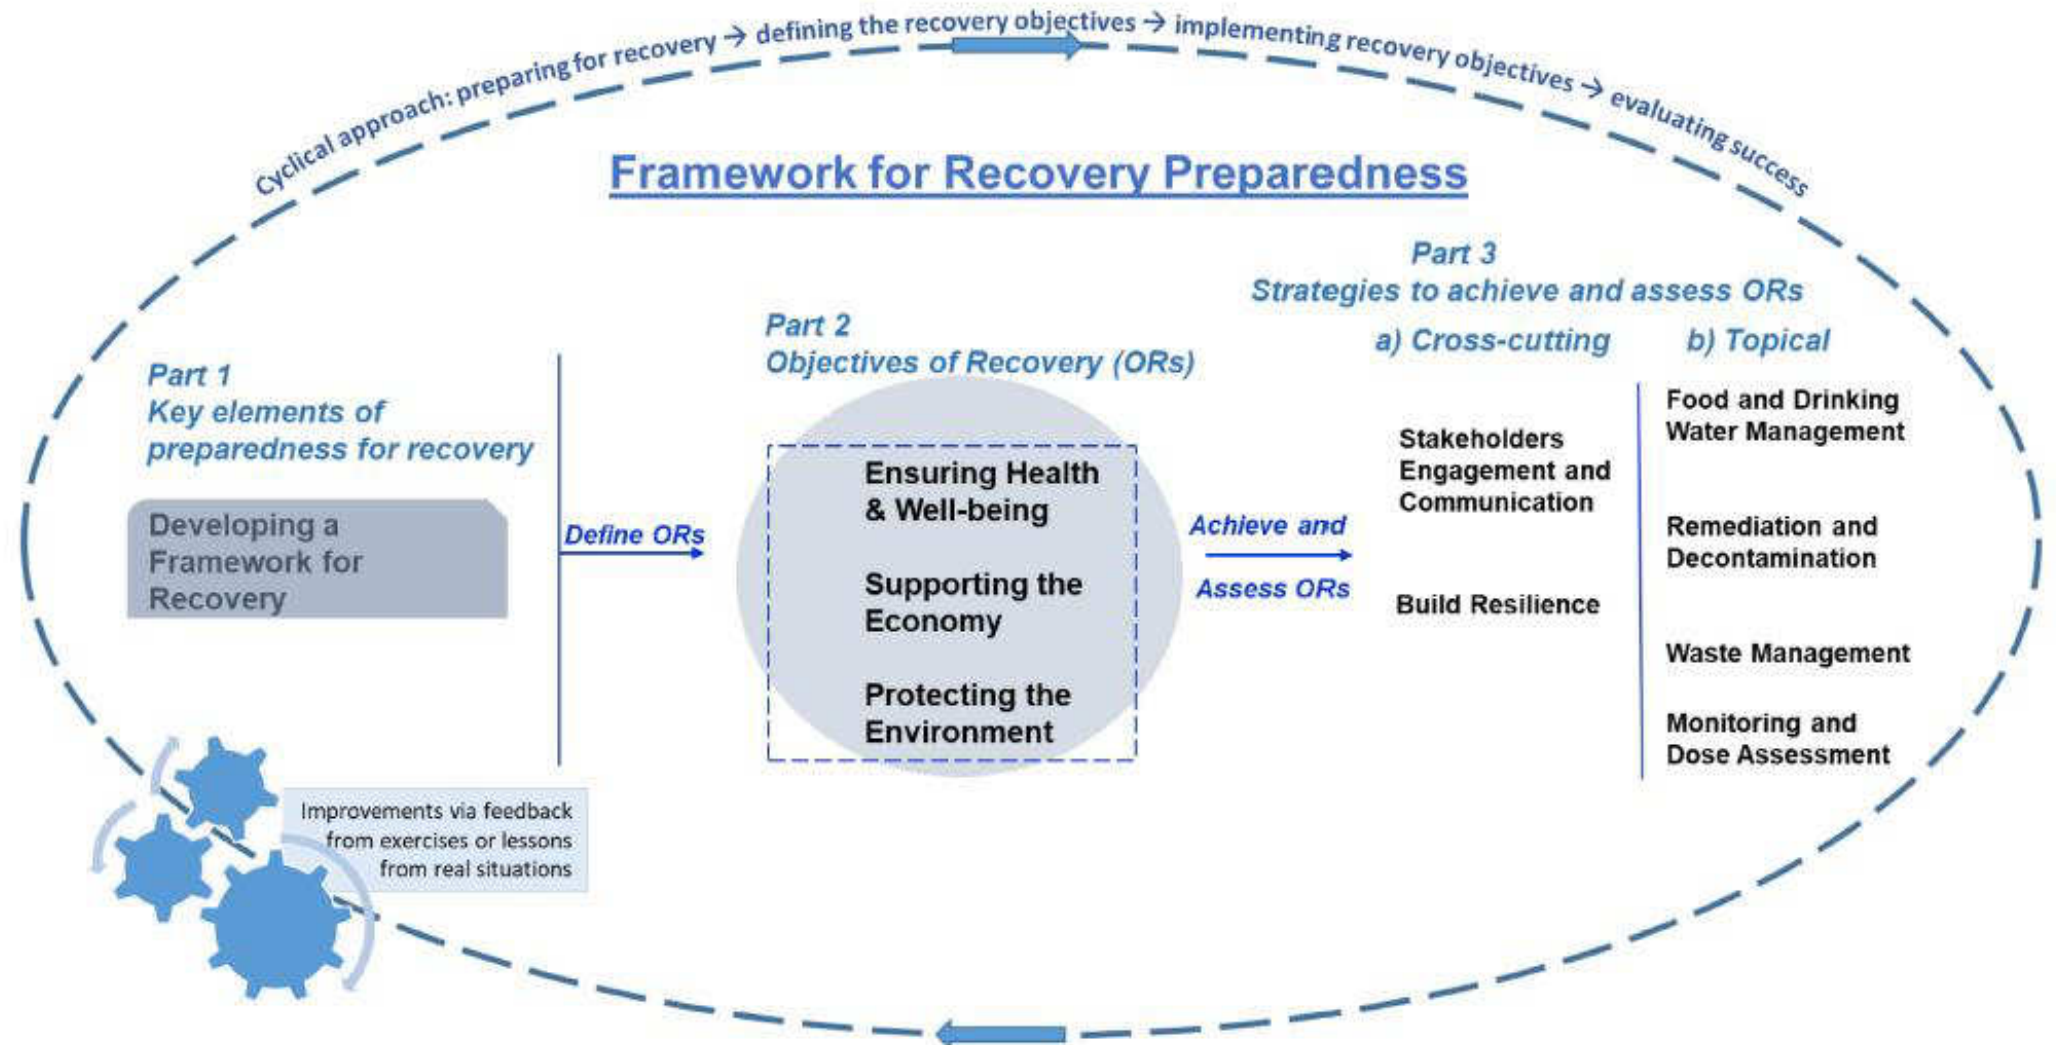 Cyclical approach: preparing for recovery → defining the recovery objectives → implementing recovery objectives → evaluating success
Framework for Recovery Preparedness
Part 1
Key elements of
preparedness for recovery
Developing a
Framework for
Recovery
Define ORs
Part 2
Objectives of Recovery (ORs)
Ensuring Health
& Well-being
Supporting the
Economy
Protecting the
Environment
Achieve and
Assess ORs
Part 3
Strategies to achieve and assess ORs
a) Cross-cutting
Stakeholders
Engagement and
Communication
Build Resilience
b) Topical
Food and Drinking
Water Management
Remediation and
Decontamination
Waste Management
Monitoring and
Dose Assessment
Improvements via feedback
from exercises or lessons
from real situations